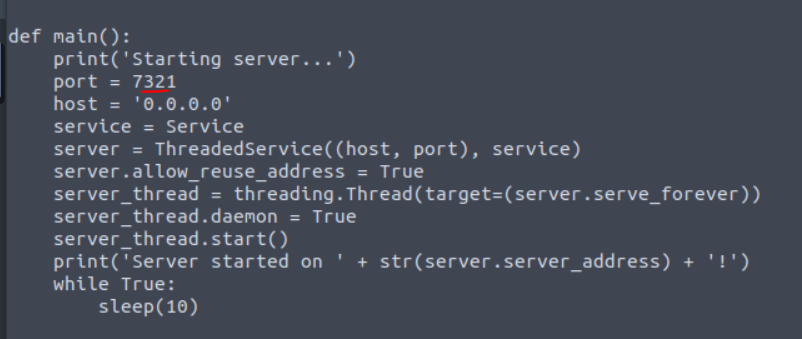 def main():
    print('Starting server...')
    port = 7321
    host = '0.0.0.0'
    service = Service
    server = ThreadedService((host, port), service)
    server.allow_reuse_address = True
    server_thread = threading.Thread(target=(server.serve_forever))
    server_thread.daemon = True
    server_thread.start()
    print('Server started on ' + str(server.server_address) + '!')
    while True:
        sleep(10)